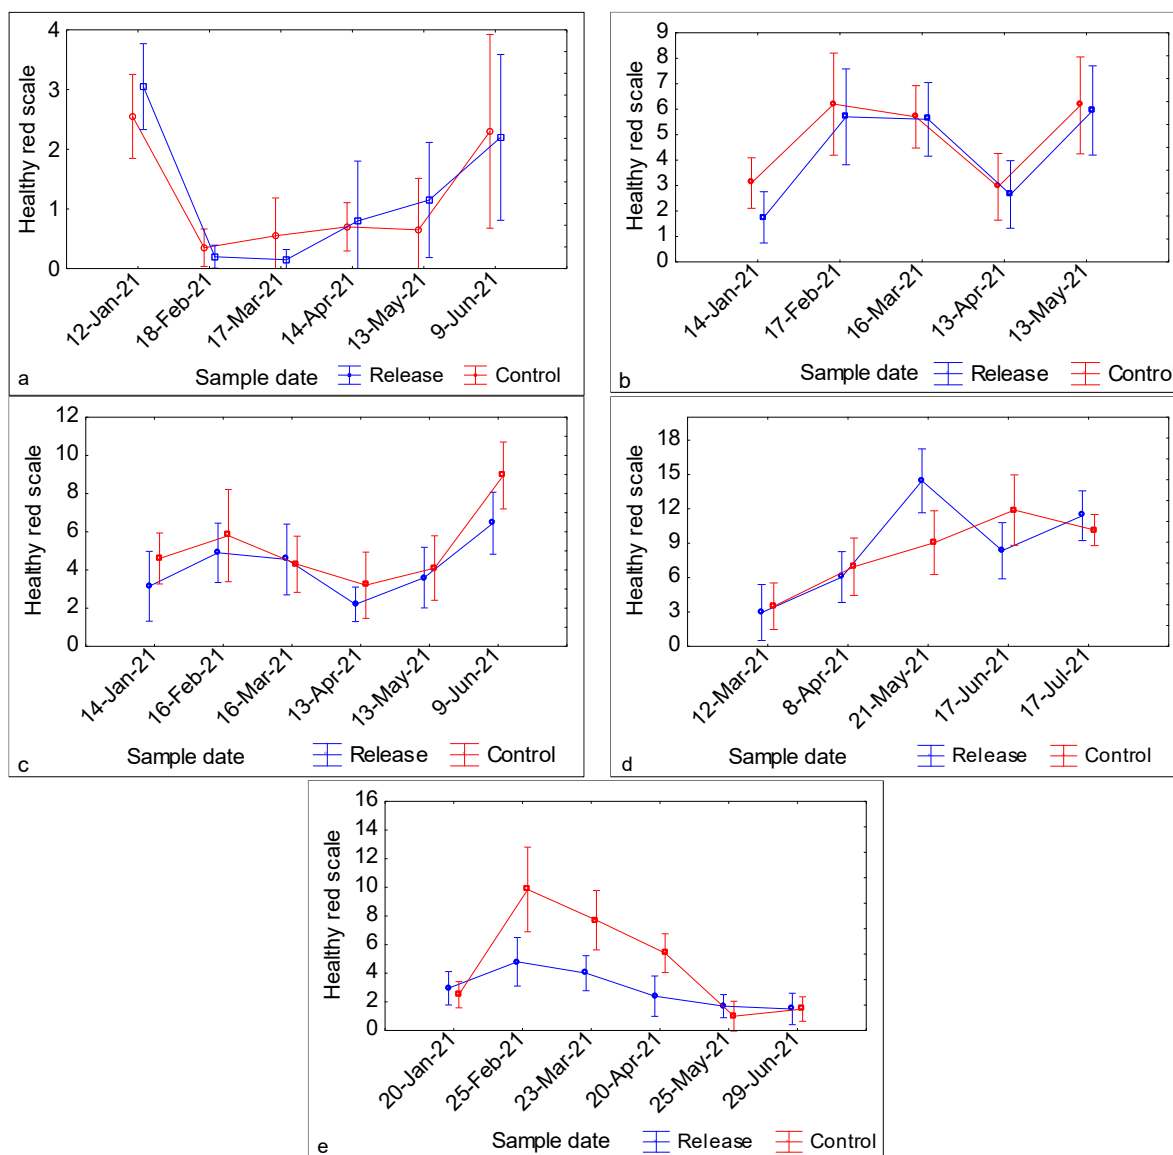 4
3
2
1
0
Healthy red scale
12-Jan-21
18-Feb-21
17-Mar-21
14-Apr-21
13-May-21
9-Jun-21
a
Sample date
Release
Control
9
8
7
6
5
4
3
2
1
0
Healthy red scale
14-Jan-21
17-Feb-21
16-Mar-21
13-Apr-21
13-May-21
b
Sample date
Release
Control
12
10
8
6
4
2
0
Healthy red scale
14-Jan-21
16-Feb-21
16-Mar-21
13-Apr-21
13-May-21
9-Jun-21
c
Sample date
Release
Control
18
15
12
9
6
3
0
Healthy red scale
12-Mar-21
8-Apr-21
21-May-21
17-Jun-21
17-Jul-21
d
Sample date
Release
Control
16
14
12
10
8
6
4
2
0
Healthy red scale
20-Jan-21
25-Feb-21
23-Mar-21
20-Apr-21
25-May-21
29-Jun-21
e
Sample date
Release
Control